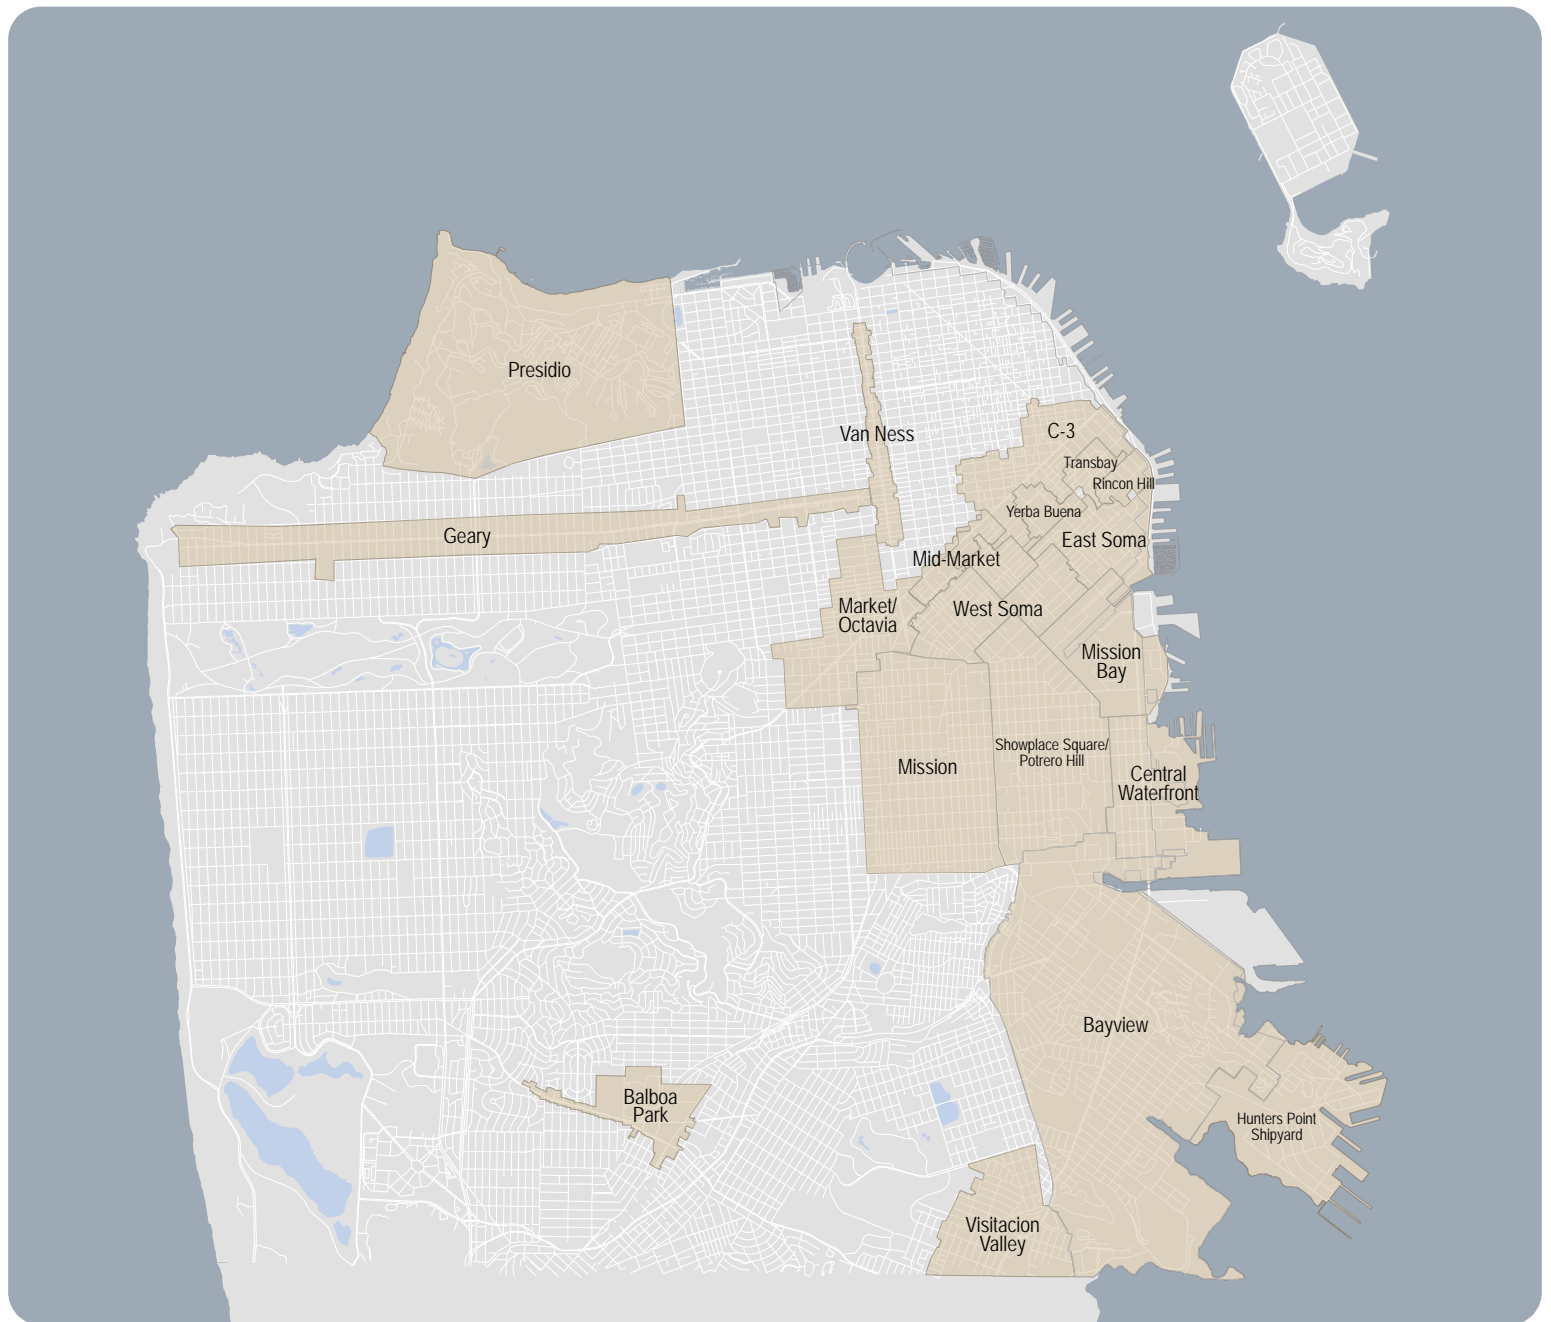 Presidio
Van Ness
C-3
Transbay
Rincon Hill
Yerba Buena
Geary
East Soma
Mid-Market
Market/
Octavia
West Soma
Mission
Bay
Showplace Square/
Potrero Hill
Mission
Central
Waterfront
Bayview
Balboa
Park
Hunters Point
Shipyard
Visitacion
Valley